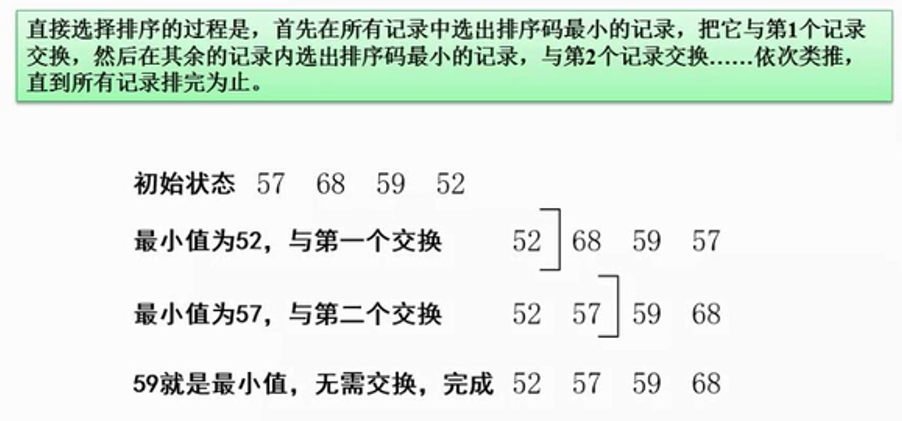 直接选择排序的过程是，首先在所有记录中选出排序码最小的记录，把它与第1个记录
交换，然后在其余的记录内选出排序码最小的记录，与第2个记录交换……依次类推，
直到所有记录排完为止。
初始状态 57 68 59 52
最小值为52，与第一个交换 52 68 59 57
最小值为57，与第二个交换 52 57 59 68
59就是最小值，无需交换，完成 52 57 59 68